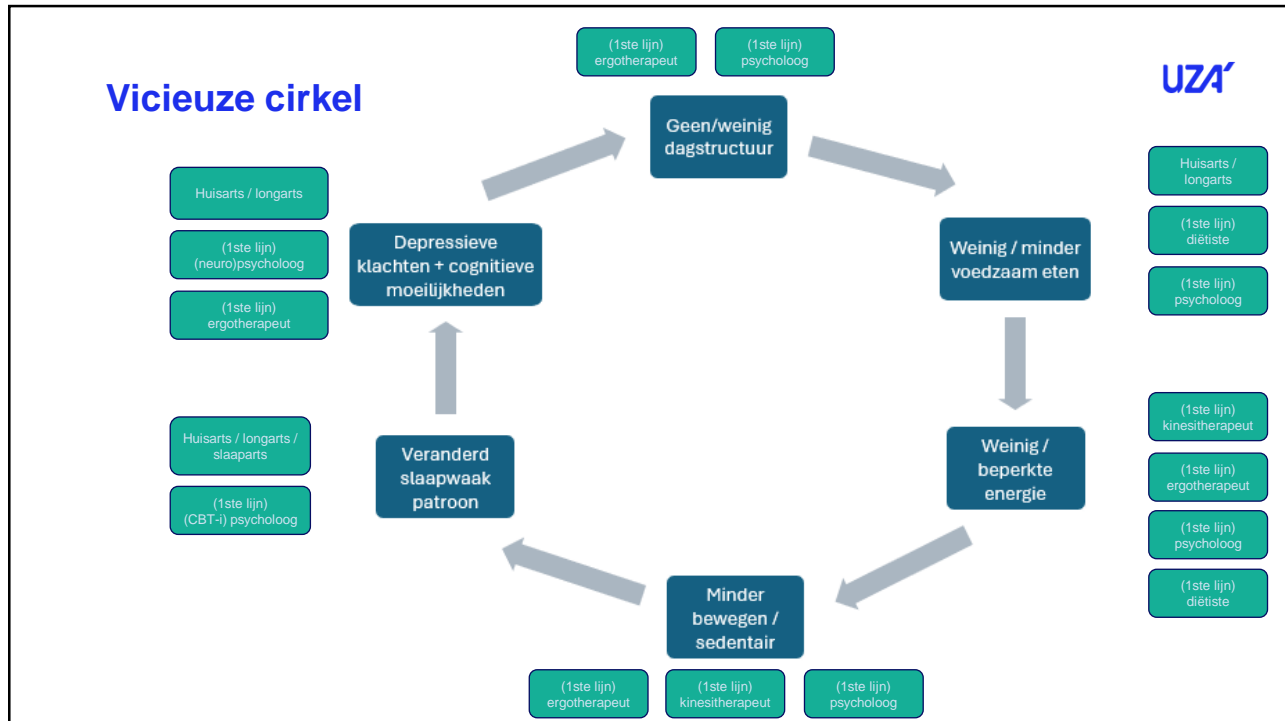 Vicieuze cirkel
UZA'
(1ste lijn)
ergotherapeut
(1ste lijn)
psycholoog
Geen/weinig
dagstructuur
Huisarts /
longarts
(1ste lijn)
diëtiste
(1ste lijn)
psycholoog
Weinig / minder
voedzaam eten
(1ste lijn)
kinesitherapeut
(1ste lijn)
ergotherapeut
(1ste lijn)
psycholoog
(1ste lijn)
diëtiste
Weinig /
beperkte
energie
Minder
bewegen /
sedentair
(1ste lijn)
ergotherapeut
(1ste lijn)
kinesitherapeut
(1ste lijn)
psycholoog
Veranderd
slaapwaak
patroon
Huisarts / longarts /
slaaparts
(1ste lijn)
(CBT-i) psycholoog
Depressieve
klachten + cognitieve
moeilijkheden
Huisarts / longarts
(1ste lijn)
(neuro)psycholoog
(1ste lijn)
ergotherapeut